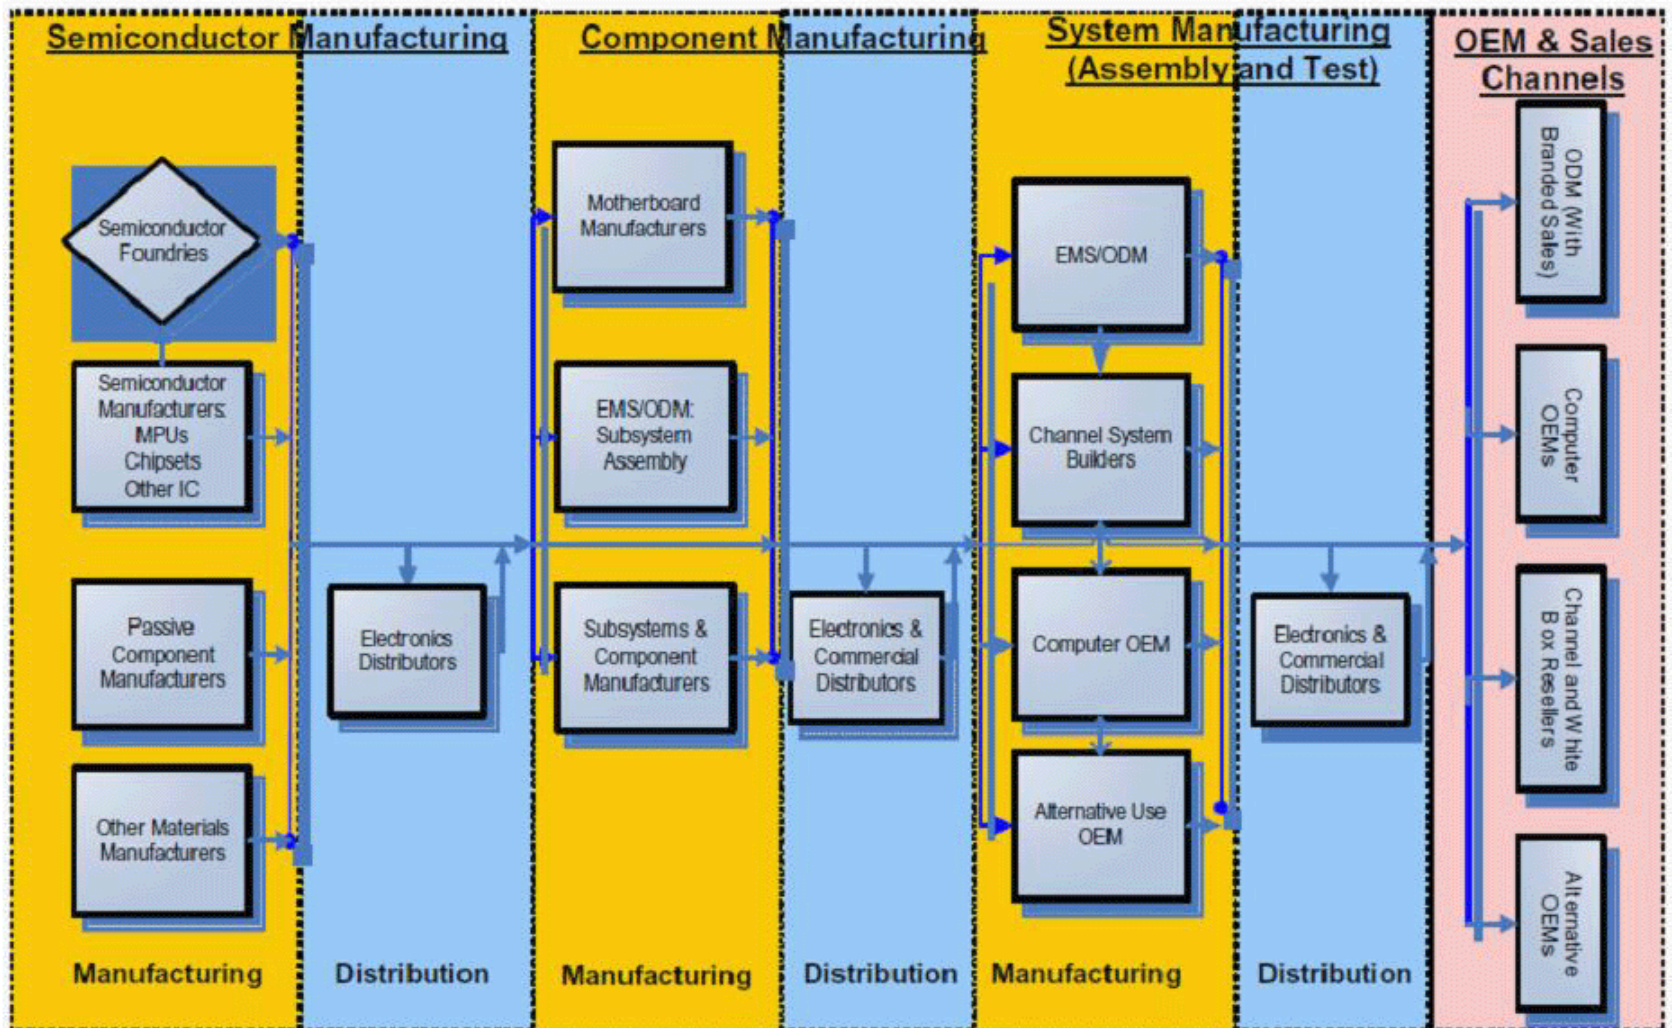 Semiconductor Manufacturing
Component Manufacturing
System Manufacturing
(Assembly and Test)
OEM & Sales
Channels
Semiconductor
Foundries
Semiconductor
Manufacturers:
MPUs
Chipsets
Other IC
Passive
Component
Manufacturers
Other Materials
Manufacturers
Electronics
Distributors
Motherboard
Manufacturers
EMS/ODM:
Subsystem
Assembly
Subsystems &
Component
Manufacturers
Electronics &
Commercial
Distributors
EMS/ODM
Channel System
Builders
Computer OEM
Alternative Use
OEM
Electronics &
Commercial
Distributors
ODM (With
Branded Sales)
Computer
OEMs
Channel and White
Box Resellers
Alternative
OEMs
Manufacturing
Distribution
Manufacturing
Distribution
Manufacturing
Distribution